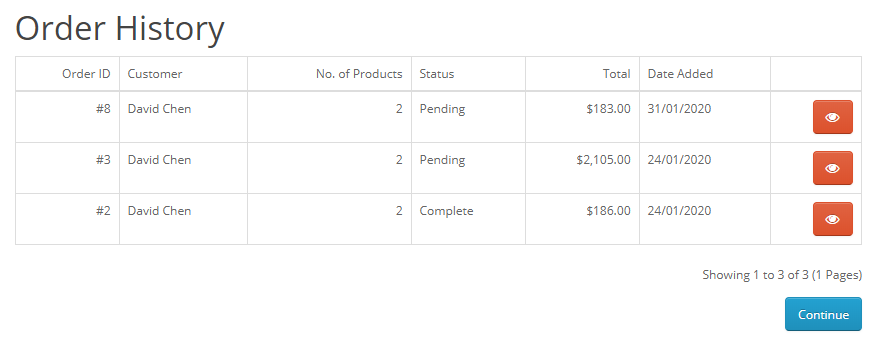 Order History
Order ID Customer No. of Products Status Total Date Added
#8 David Chen 2 Pending $183.00 31/01/2020
#3 David Chen 2 Pending $2,105.00 24/01/2020
#2 David Chen 2 Complete $186.00 24/01/2020
Showing 1 to 3 of 3 (1 Pages)
Continue